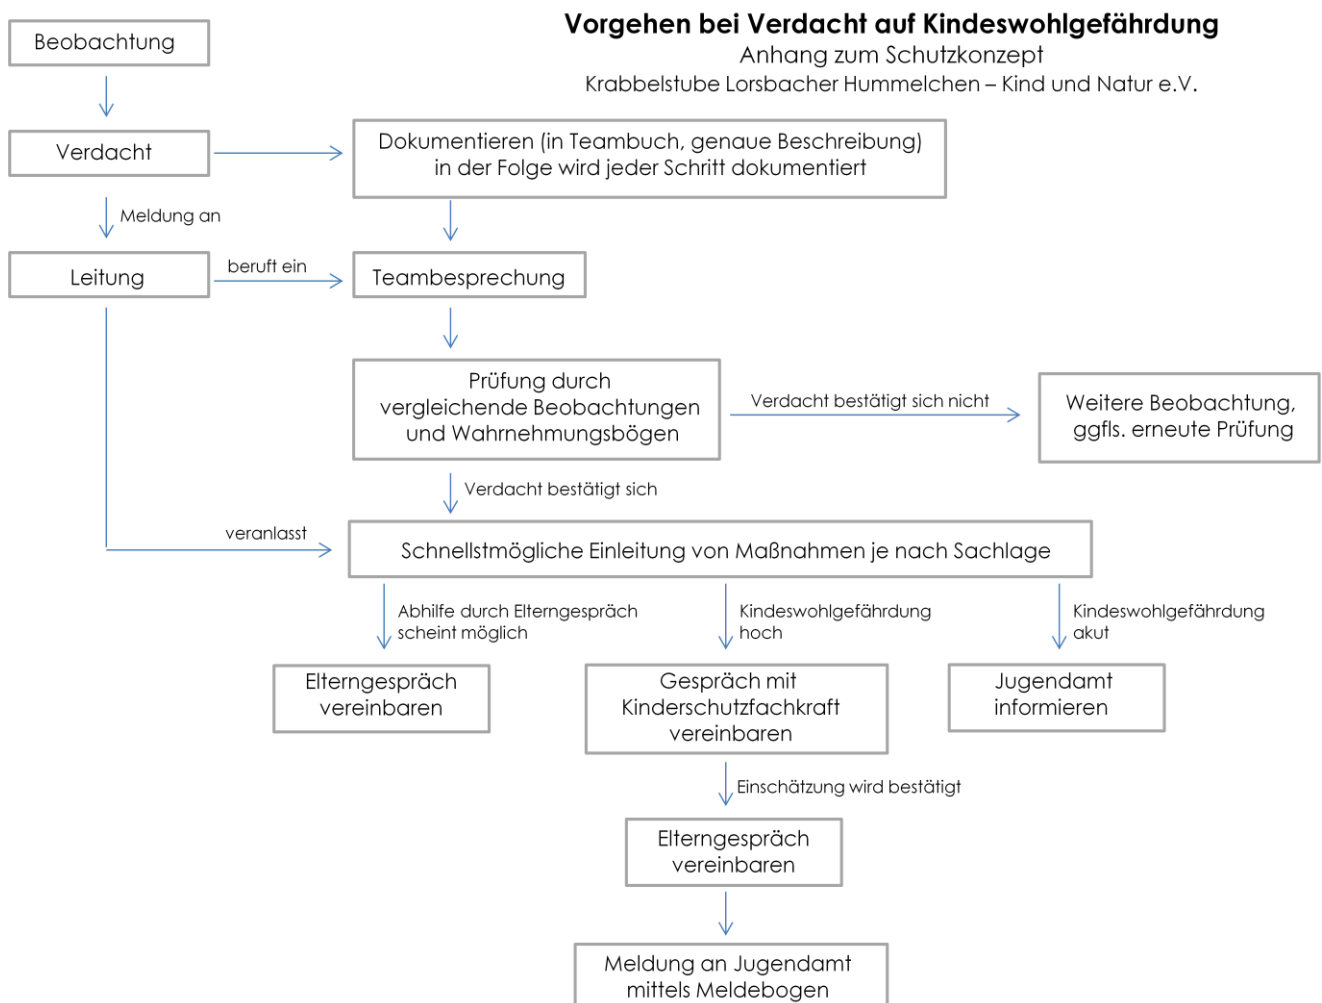 Vorgehen bei Verdacht auf Kindeswohlgefährdung
Anhang zum Schutzkonzept
Krabbelstube Lorsbacher Hummelchen – Kind und Natur e.V.
Beobachtung
Verdacht
Dokumentieren (in Teambuch, genaue Beschreibung)
in der Folge wird jeder Schritt dokumentiert
Meldung an
Leitung
beruft ein
Teambesprechung
Prüfung durch
vergleichende Beobachtungen
und Wahrnehmungsbögen
Verdacht bestätigt sich nicht
Weitere Beobachtung,
ggfls. erneute Prüfung
Verdacht bestätigt sich
veranlasst
Schnellstmögliche Einleitung von Maßnahmen je nach Sachlage
Abhilfe durch Elterngespräch
scheint möglich
Kindeswohlgefährdung
hoch
Kindeswohlgefährdung
akut
Elterngespräch
vereinbaren
Gespräch mit
Kinderschutzfachkraft
vereinbaren
Jugendamt
informieren
Einschätzung wird bestätigt
Elterngespräch
vereinbaren
Meldung an Jugendamt
mittels Meldebogen